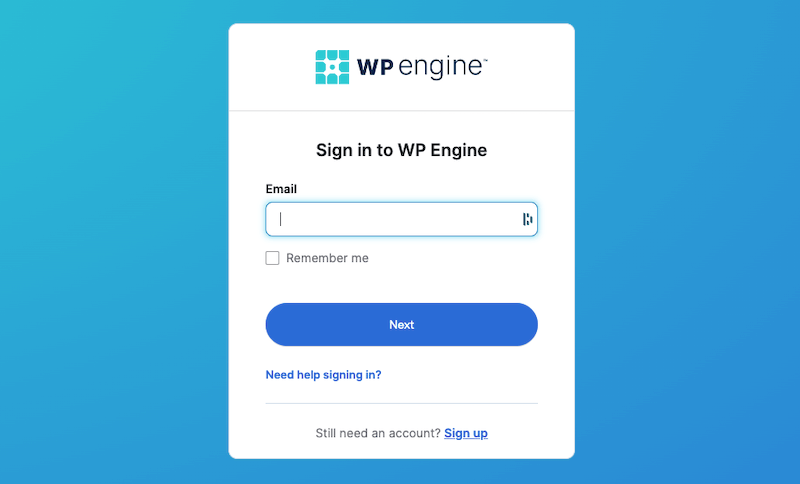 WP engine™
Sign in to WP Engine
Email
Remember me
Next
Need help signing in?
Still need an account? Sign up